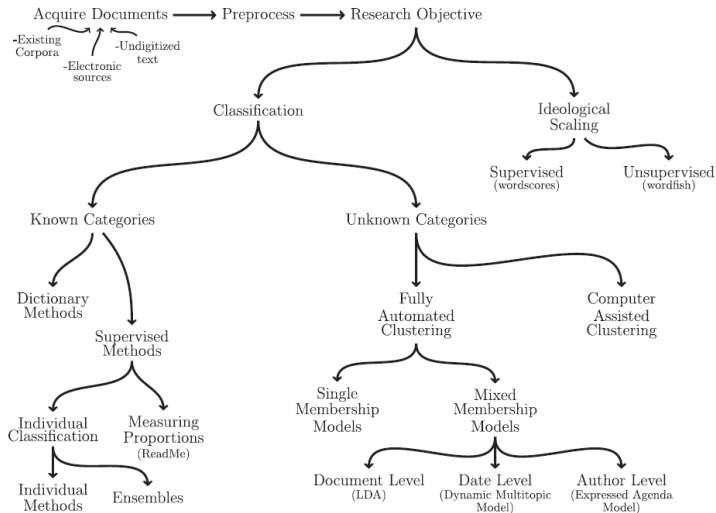 Acquire Documents
Preprocess
Research Objective
-Existing
Corpora
-Electronic
sources
-Undigitized
text
Classification
Ideological
Scaling
Supervised
(wordscores)
Unsupervised
(wordfish)
Known Categories
Unknown Categories
Dictionary
Methods
Supervised
Methods
Fully
Automated
Clustering
Computer
Assisted
Clustering
Individual
Classification
Measuring
Proportions
(ReadMe)
Single
Membership
Models
Mixed
Membership
Models
Individual
Methods
Ensembles
Document Level
(LDA)
Date Level
(Dynamic Multitopic
Model)
Author Level
(Expressed Agenda
Model)